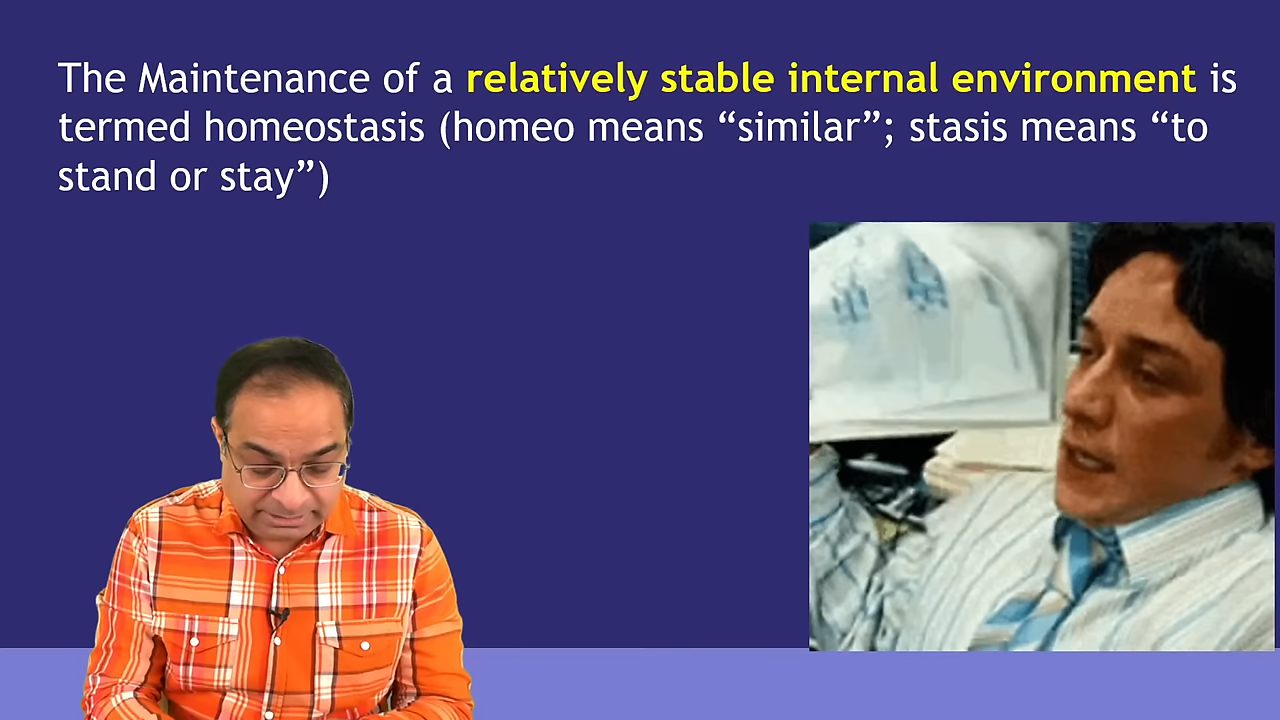 The Maintenance of a relatively stable internal environment is
termed homeostasis (homeo means “similar”; stasis means “to
stand or stay”)